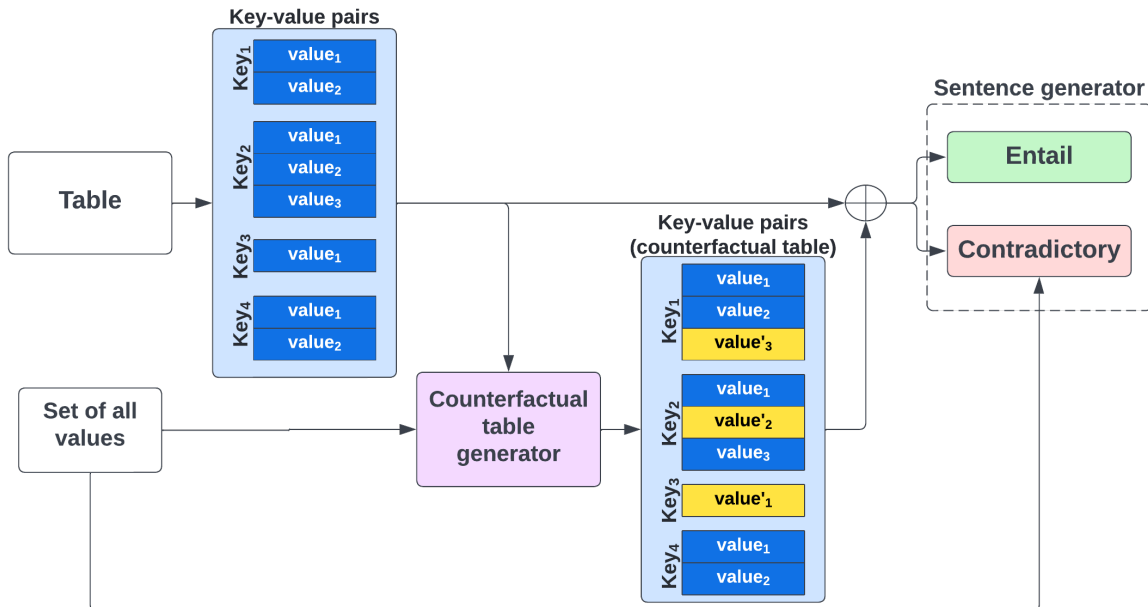 Key-value pairs
Key₁
value₁
value₂
Key₂
value₁
value₂
value₃
Key₃
value₁
Key₄
value₁
value₂
Table
Set of all
values
Counterfactual
table
generator
Key-value pairs
(counterfactual table)
Key₁
value₁
value₂
value'₃
Key₂
value₁
value'₂
value₃
Key₃
value'₁
Key₄
value₁
value₂
Sentence generator
Entail
Contradictory